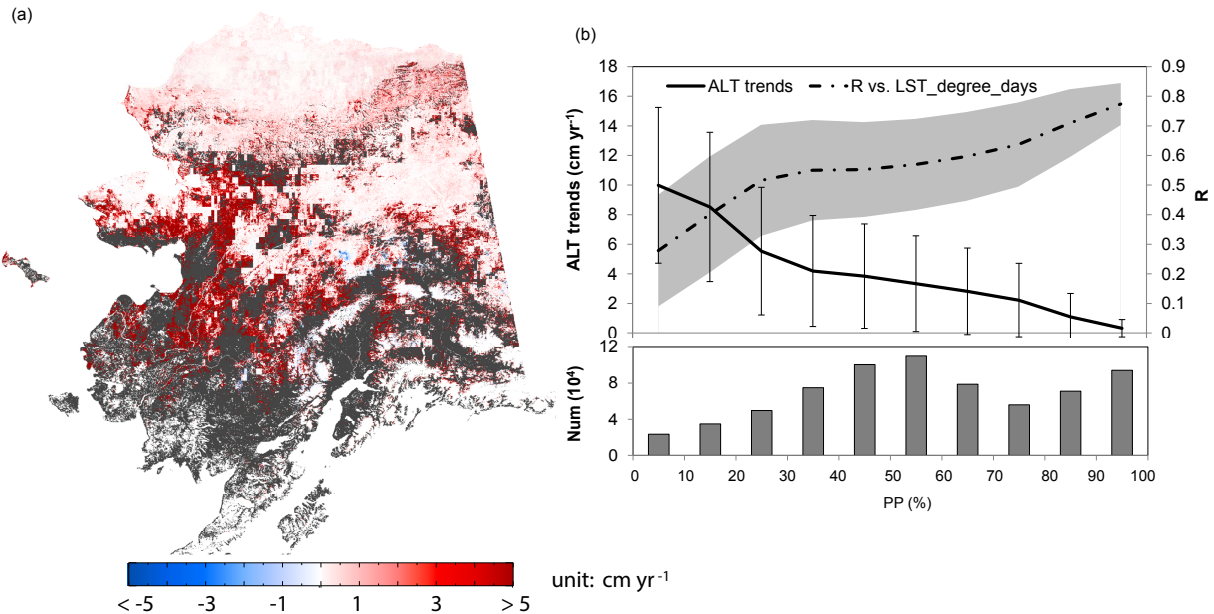 (a)
(b)
ALT trends
R vs. LST_degree_days
18
16
14
12
10
8
6
4
2
0
ALT trends (cm yr-1)
0.9
0.8
0.7
0.6
0.5
0.4
0.3
0.2
0.1
0
R
12
8
4
0
Num (10⁴)
0 10 20 30 40 50 60 70 80 90 100
PP (%)
< -5 -3 -1 1 3 > 5
unit: cm yr -1